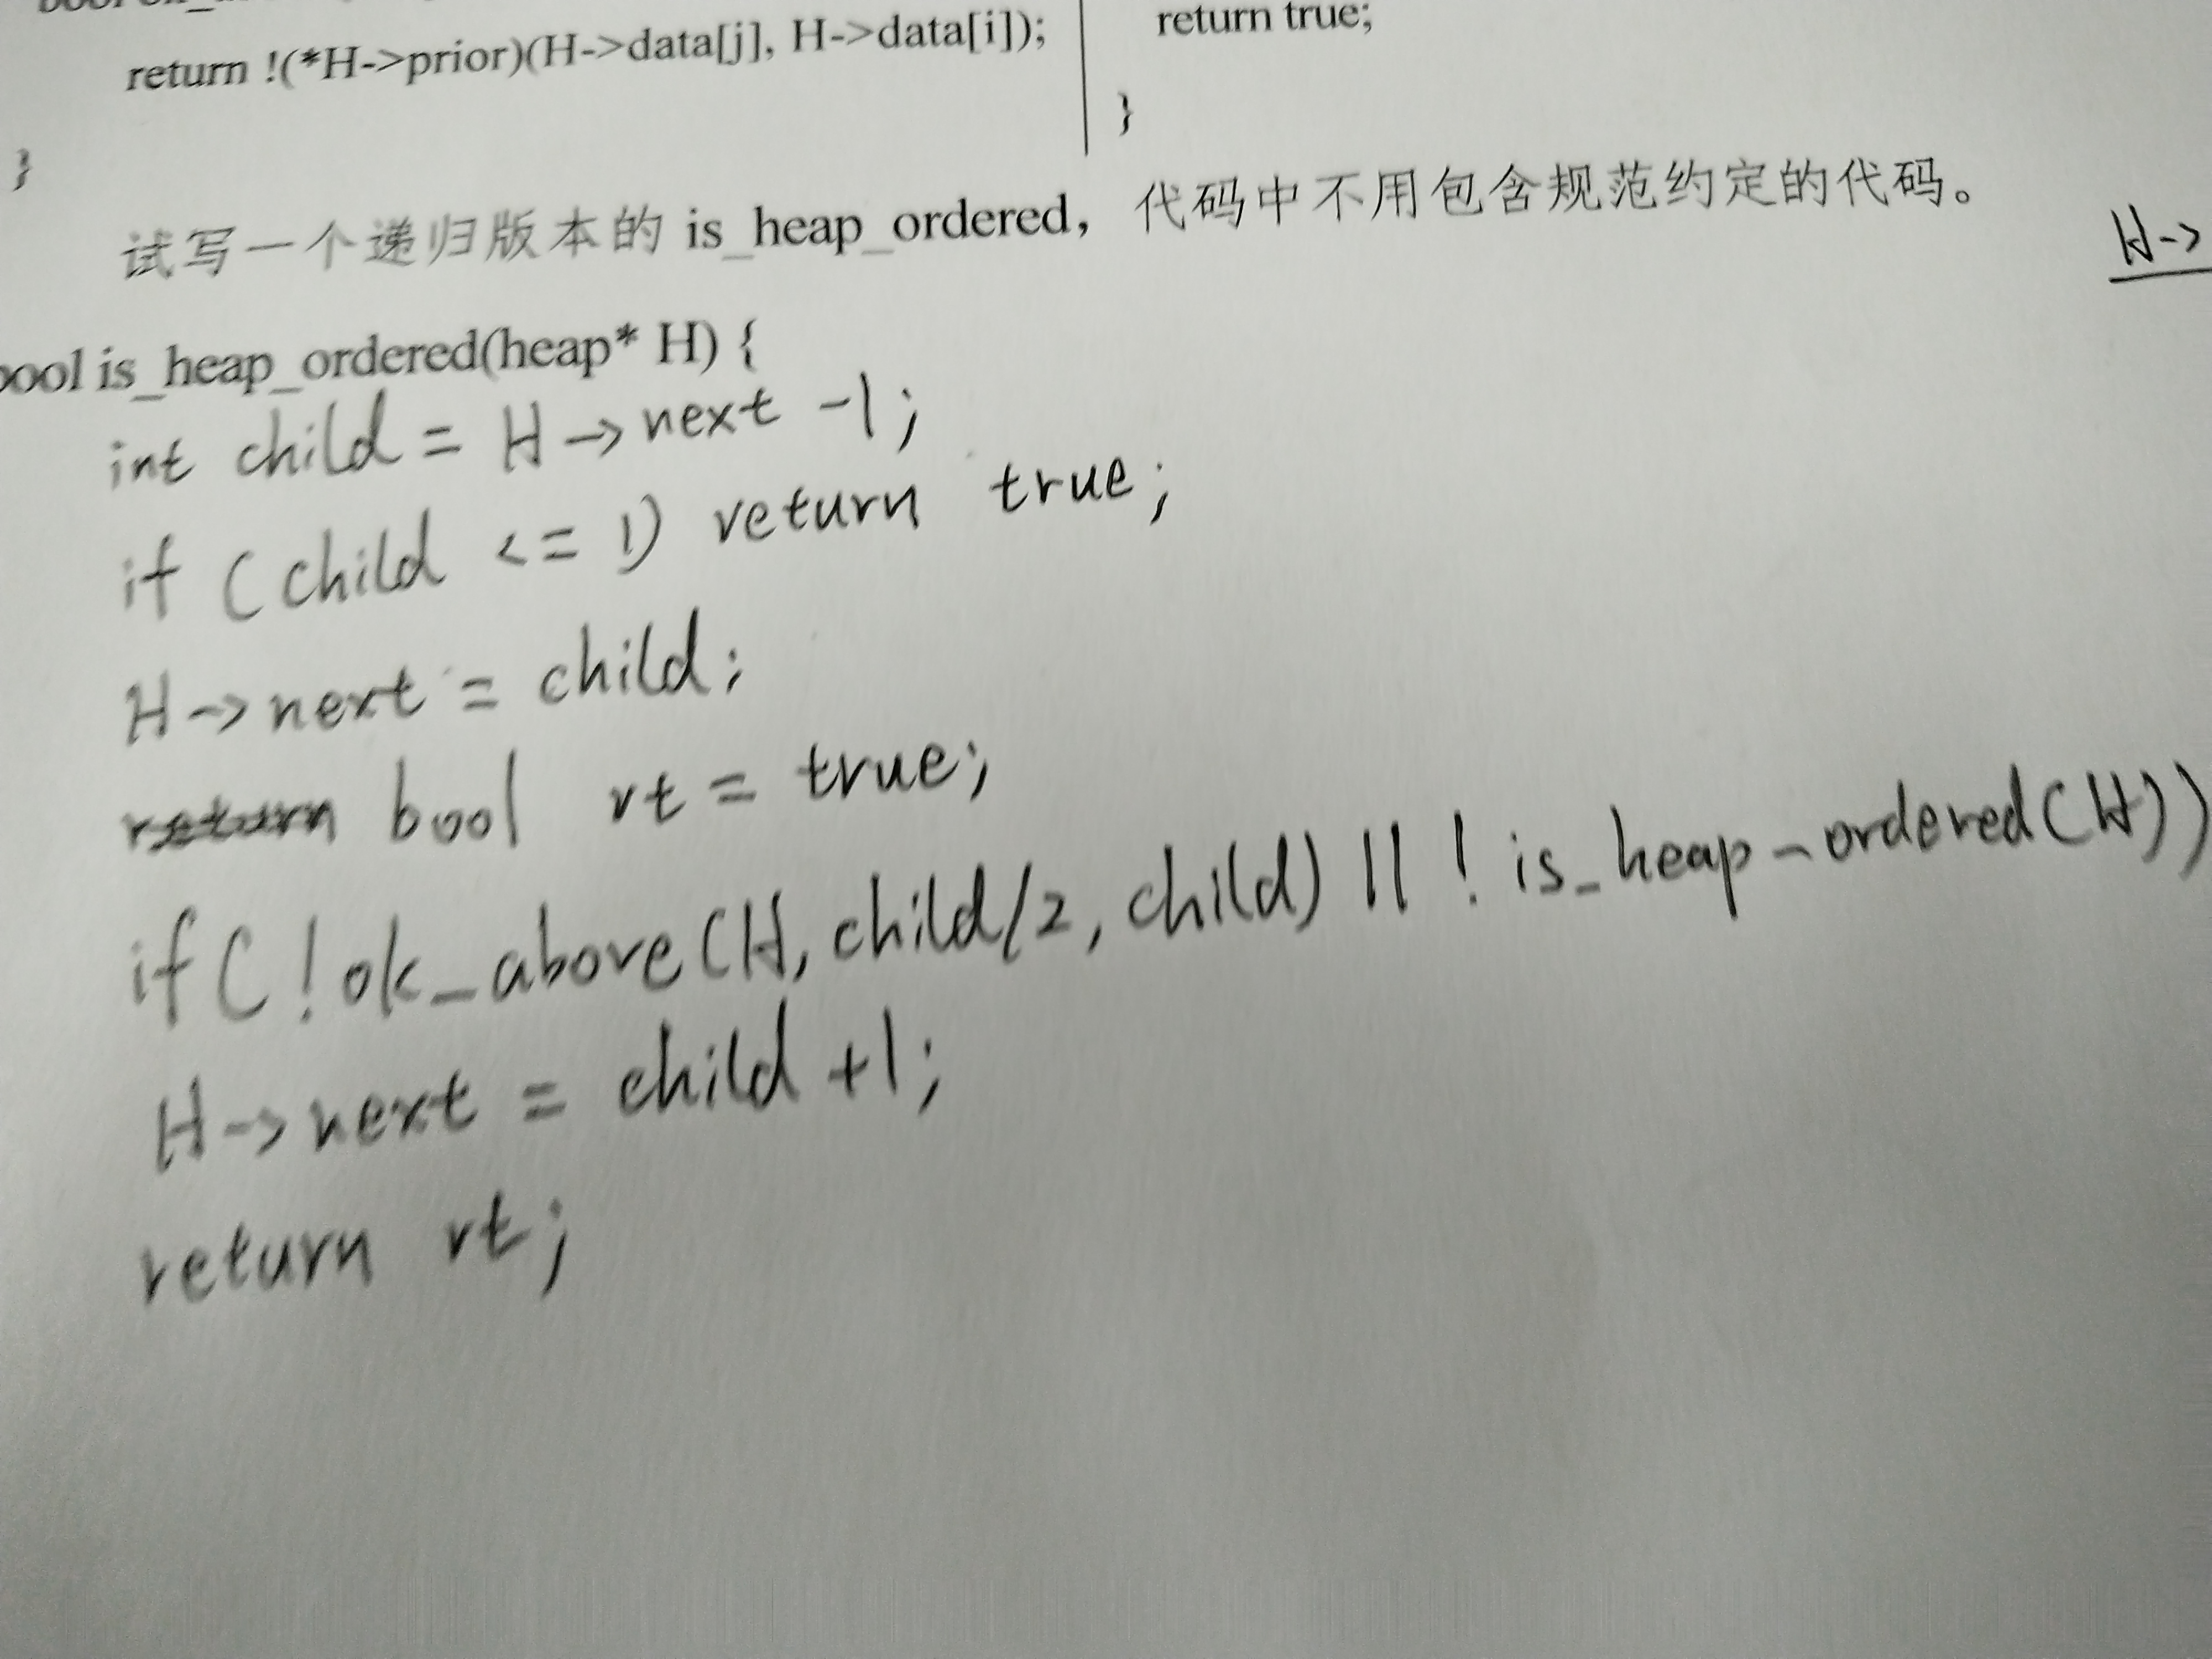 return !(*H->prior)(H->data[j], H->data[i]);
}
return true;
}
试写一个递归版本的 is_heap_ordered，代码中不用包含规范约定的代码。
H->
bool is_heap_ordered(heap* H) {
int child = H->next -1;
if (child <= 1) return true;
H->next = child;
return bool rt = true;
if (!ok_above(H, child/2, child) || !is_heap_ordered(H))
H->next = child +1;
return rt;